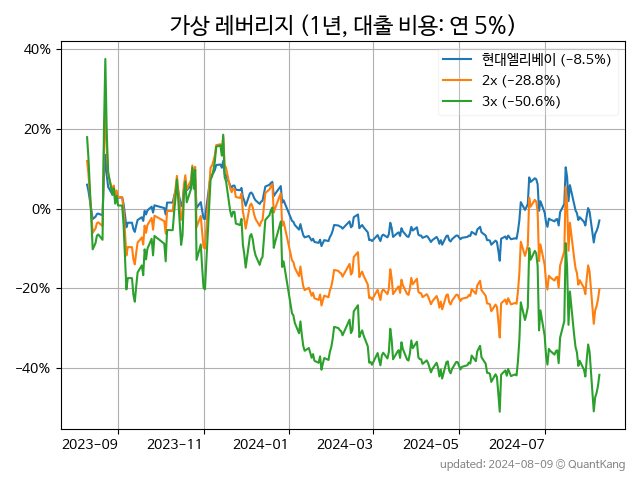 가상 레버리지 (1년, 대출 비용: 연 5%)
현대엘리베이 (−8.5%)
2x (−28.8%)
3x (−50.6%)
40%
20%
0%
−20%
−40%
2023-09 2023-11 2024-01 2024-03 2024-05 2024-07
updated: 2024-08-09 © QuantKang